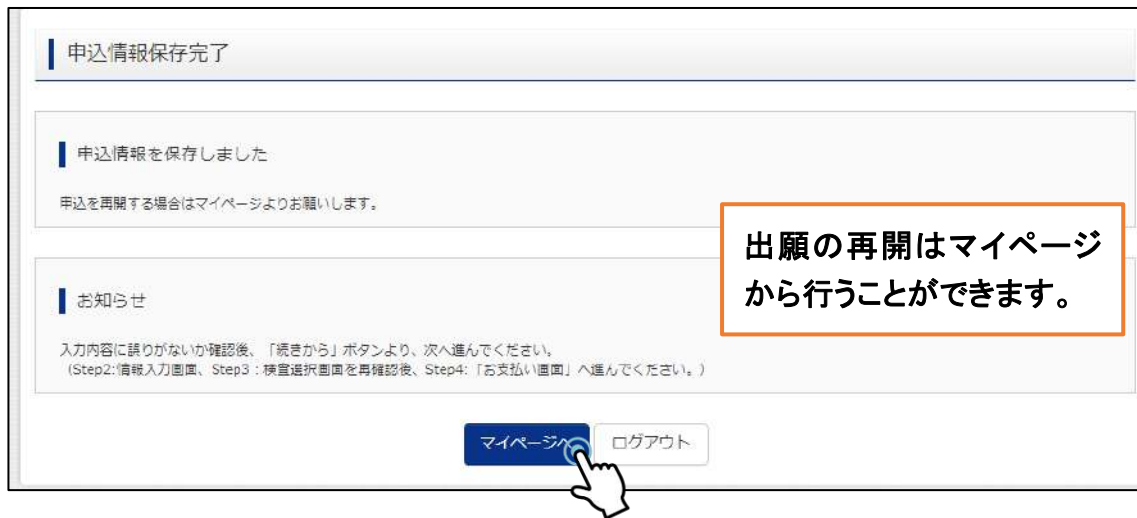 申込情報保存完了
申込情報を保存しました
申込を再開する場合はマイページよりお願いします。
出願の再開はマイページ
から行うことができます。
お知らせ
入力内容に誤りがないか確認後、「続きから」ボタンより、次へ進んでください。
(Step2:情報入力画面、Step3:検査選択画面を再確認後、Step4:「お支払い画面」へ進んでください。)
マイページへ
ログアウト